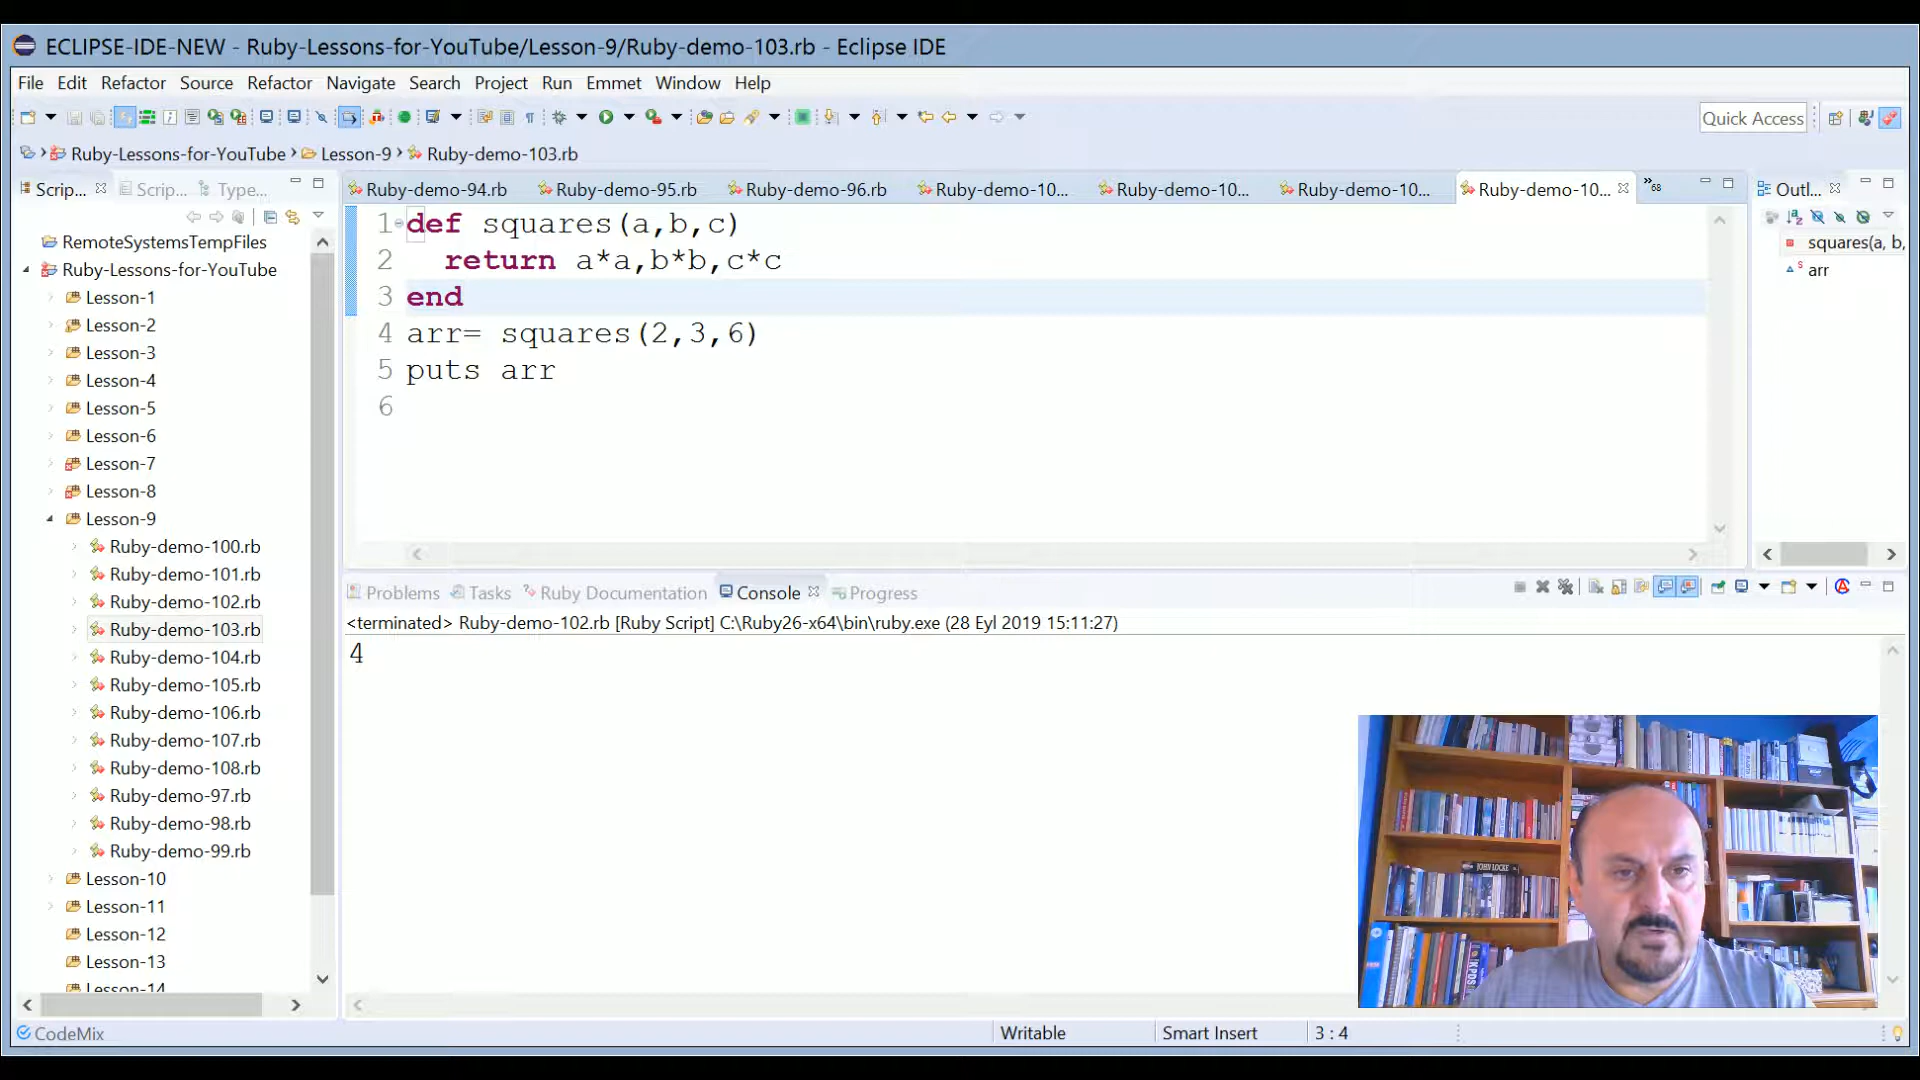 ECLIPSE-IDE-NEW - Ruby-Lessons-for-YouTube/Lesson-9/Ruby-demo-103.rb - Eclipse IDE
File Edit Refactor Source Refactor Navigate Search Project Run Emmet Window Help
Quick Access
Ruby-Lessons-for-YouTube Lesson-9 Ruby-demo-103.rb
Scrip... Scrip... Type...
RemoteSystemsTempFiles
Ruby-Lessons-for-YouTube
Lesson-1
Lesson-2
Lesson-3
Lesson-4
Lesson-5
Lesson-6
Lesson-7
Lesson-8
Lesson-9
Ruby-demo-100.rb
Ruby-demo-101.rb
Ruby-demo-102.rb
Ruby-demo-103.rb
Ruby-demo-104.rb
Ruby-demo-105.rb
Ruby-demo-106.rb
Ruby-demo-107.rb
Ruby-demo-108.rb
Ruby-demo-97.rb
Ruby-demo-98.rb
Ruby-demo-99.rb
Lesson-10
Lesson-11
Lesson-12
Lesson-13
Lesson-14
Ruby-demo-94.rb Ruby-demo-95.rb Ruby-demo-96.rb Ruby-demo-10... Ruby-demo-10... Ruby-demo-10... Ruby-demo-10... »68
1 def squares(a,b,c)
2 return a*a,b*b,c*c
3 end
4 arr= squares(2,3,6)
5 puts arr
6
Outl...
squares(a, b,
arr
Problems Tasks Ruby Documentation Console Progress
<terminated> Ruby-demo-102.rb [Ruby Script] C:\Ruby26-x64\bin\ruby.exe (28 Eyl 2019 15:11:27)
4
JOHN LOCKE
KPDS
CodeMix
Writable Smart Insert 3 : 4